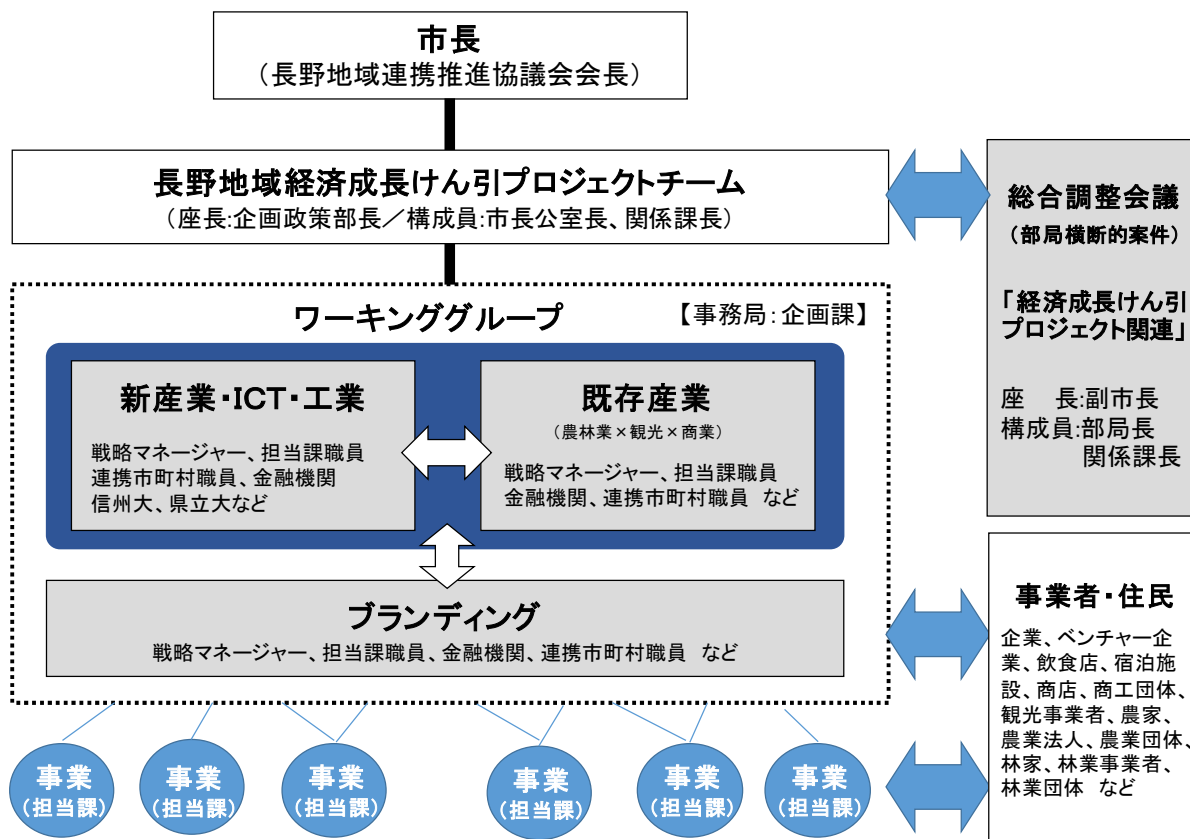 市長
（長野地域連携推進協議会会長）
長野地域経済成長けん引プロジェクトチーム
（座長:企画政策部長／構成員:市長公室長、関係課長）
総合調整会議
（部局横断的案件）
「経済成長けん引
プロジェクト関連」
座　長:副市長
構成員:部局長
関係課長
ワーキンググループ
【事務局：企画課】
新産業・ICT・工業
戦略マネージャー、担当課職員
連携市町村職員、金融機関
信州大、県立大など
既存産業
（農林業×観光×商業）
戦略マネージャー、担当課職員
金融機関、連携市町村職員　など
ブランディング
戦略マネージャー、担当課職員、金融機関、連携市町村職員　など
事業者・住民
企業、ベンチャー企
業、飲食店、宿泊施
設、商店、商工団体、
観光事業者、農家、
農業法人、農業団体、
林家、林業事業者、
林業団体　など
事業
（担当課）
事業
（担当課）
事業
（担当課）
事業
（担当課）
事業
（担当課）
事業
（担当課）